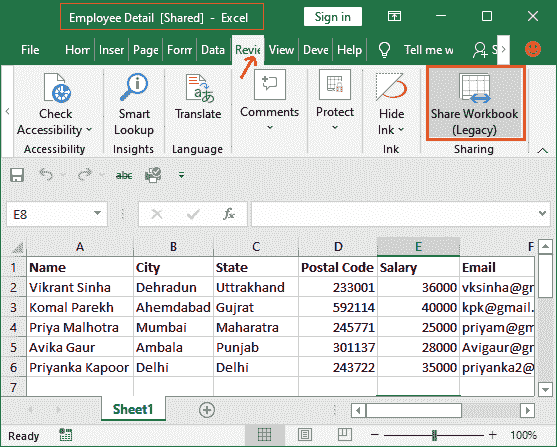 Employee Detail [Shared] - Excel
Sign in
File Hom Inser Page Form Data Revie View Deve Help Tell me w S
Check Accessibility
Smart Lookup
Translate
Comments
Protect
Hide Ink
Share Workbook (Legacy)
Accessibility Insights Language Ink Sharing
abc
E8 fx
A B C D E F
1 Name City State Postal Code Salary Email
2 Vikrant Sinha Dehradun Uttrakhand 233001 36000 vksinha@gr
3 Komal Parekh Ahemdabad Gujrat 592114 40000 kpk@gmail.
4 Priya Malhotra Mumbai Maharatra 245771 25000 priyam@gm
5 Avika Gaur Ambala Punjab 301137 28000 Avigaur@gr
6 Priyanka Kapoor Delhi Delhi 243722 35000 priyanka2@
7
Sheet1
Ready 100%